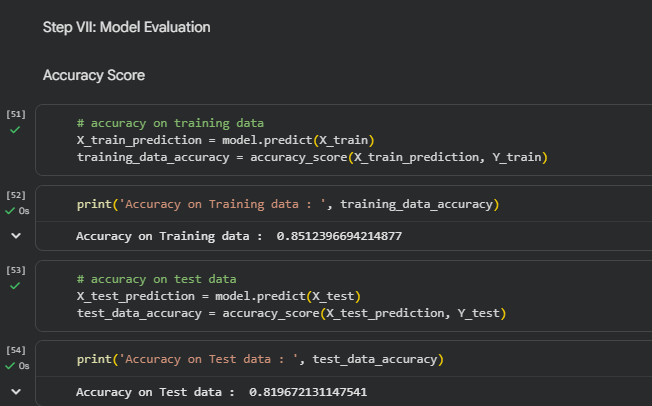 Step VII: Model Evaluation
Accuracy Score
[51]
# accuracy on training data
X_train_prediction = model.predict(X_train)
training_data_accuracy = accuracy_score(X_train_prediction, Y_train)
[52]
0s
print('Accuracy on Training data : ', training_data_accuracy)
Accuracy on Training data :  0.8512396694214877
[53]
# accuracy on test data
X_test_prediction = model.predict(X_test)
test_data_accuracy = accuracy_score(X_test_prediction, Y_test)
[54]
0s
print('Accuracy on Test data : ', test_data_accuracy)
Accuracy on Test data :  0.819672131147541